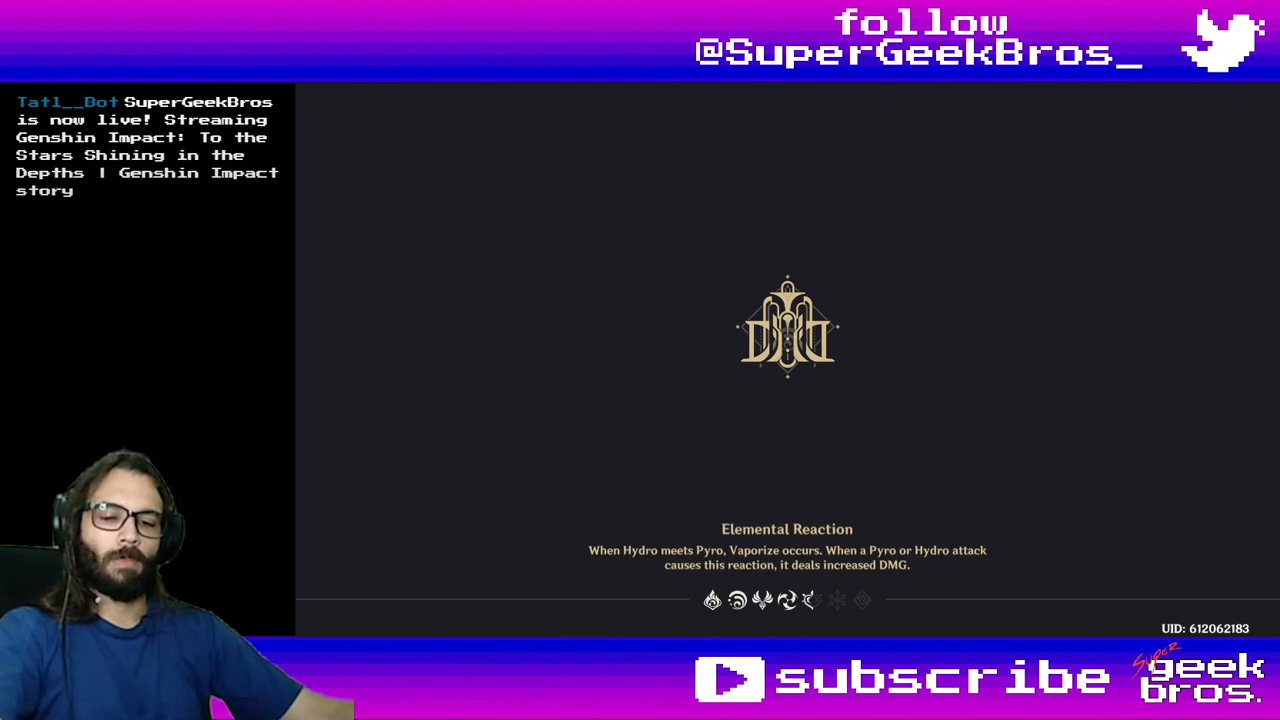 follow
@SuperGeekBros_
Tatl__Bot SuperGeekBros
is now live! Streaming
Genshin Impact: To the
Stars Shining in the
Depths | Genshin Impact
story
Elemental Reaction
When Hydro meets Pyro, Vaporize occurs. When a Pyro or Hydro attack
causes this reaction, it deals increased DMG.
UID: 612062183
subscribe
SUPER
geek
bros.